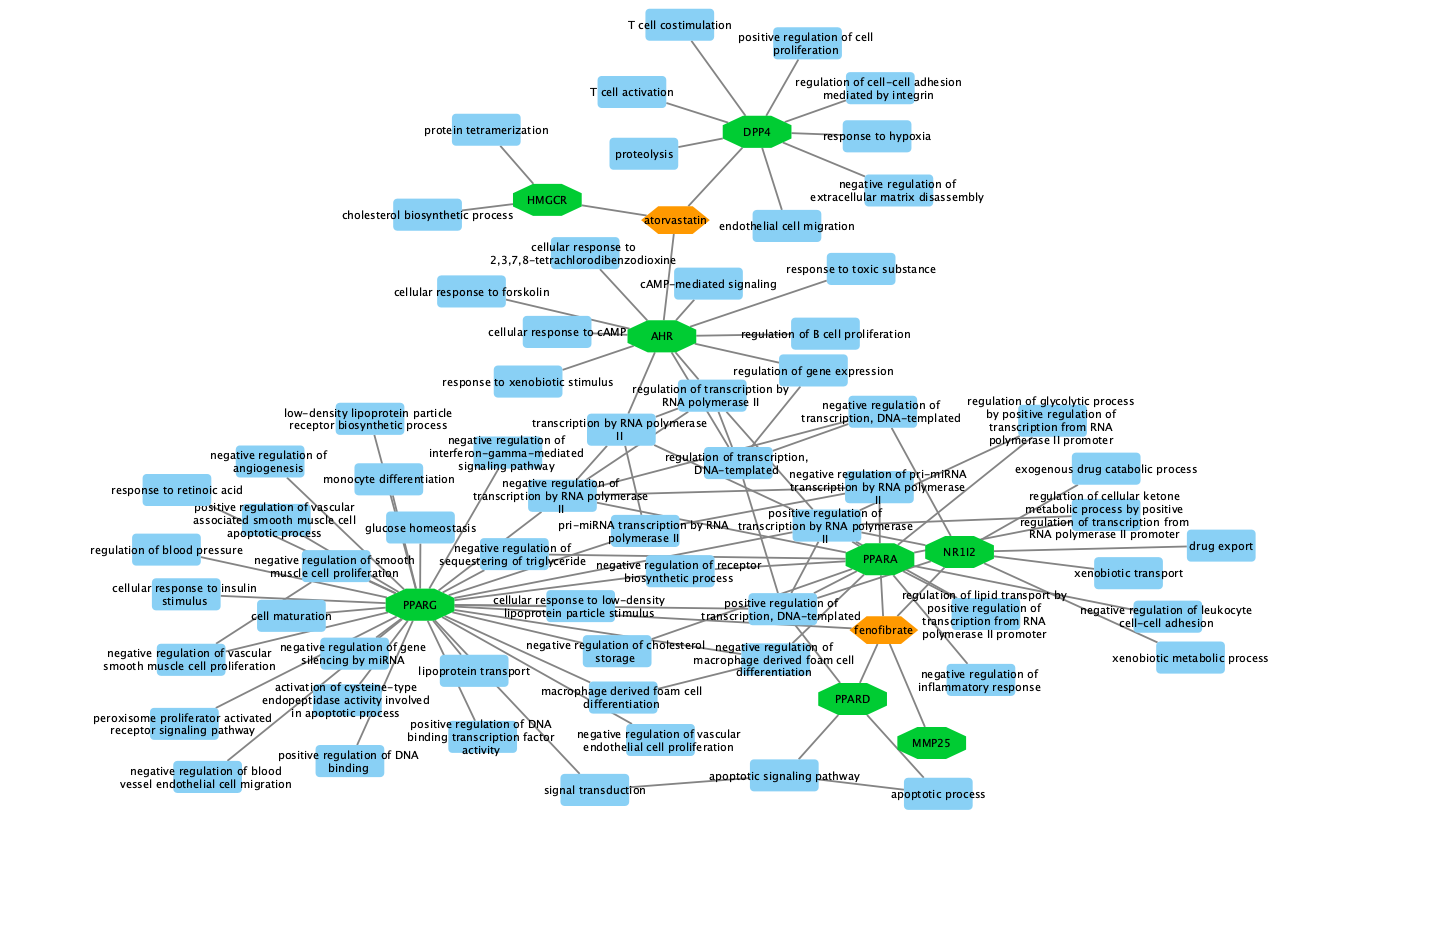 T cell costimulation
positive regulation of cell
proliferation
regulation of cell-cell adhesion
mediated by integrin
T cell activation
DPP4
protein tetramerization
response to hypoxia
proteolysis
negative regulation of
extracellular matrix disassembly
HMGCR
cholesterol biosynthetic process
atorvastatin
endothelial cell migration
cellular response to
2,3,7,8-tetrachlorodibenzodioxine
response to toxic substance
cAMP-mediated signaling
cellular response to forskolin
cellular response to cAMP
AHR
regulation of B cell proliferation
regulation of gene expression
response to xenobiotic stimulus
regulation of transcription by
RNA polymerase II
low-density lipoprotein particle
receptor biosynthetic process
transcription by RNA polymerase
II
negative regulation of
transcription, DNA-templated
regulation of glycolytic process
by positive regulation of
transcription from RNA
polymerase II promoter
negative regulation of
interferon-gamma-mediated
signaling pathway
negative regulation of
angiogenesis
regulation of transcription,
DNA-templated
exogenous drug catabolic process
monocyte differentiation
negative regulation of pri-miRNA
transcription by RNA polymerase
II
response to retinoic acid
negative regulation of
transcription by RNA polymerase
II
regulation of cellular ketone
metabolic process by positive
regulation of transcription from
RNA polymerase II promoter
positive regulation of vascular
associated smooth muscle cell
apoptotic process
glucose homeostasis
pri-miRNA transcription by RNA
polymerase II
positive regulation of
transcription by RNA polymerase
II
regulation of blood pressure
negative regulation of
sequestering of triglyceride
PPARA
NR1I2
drug export
negative regulation of smooth
muscle cell proliferation
negative regulation of receptor
biosynthetic process
xenobiotic transport
cellular response to insulin
stimulus
PPARG
cellular response to low-density
lipoprotein particle stimulus
positive regulation of
transcription, DNA-templated
regulation of lipid transport by
positive regulation of
transcription from RNA
polymerase II promoter
negative regulation of leukocyte
cell-cell adhesion
cell maturation
fenofibrate
negative regulation of vascular
smooth muscle cell proliferation
negative regulation of gene
silencing by miRNA
negative regulation of cholesterol
storage
negative regulation of
macrophage derived foam cell
differentiation
xenobiotic metabolic process
lipoprotein transport
negative regulation of
inflammatory response
activation of cysteine-type
endopeptidase activity involved
in apoptotic process
macrophage derived foam cell
differentiation
PPARD
peroxisome proliferator activated
receptor signaling pathway
positive regulation of DNA
binding transcription factor
activity
negative regulation of vascular
endothelial cell proliferation
MMP25
positive regulation of DNA
binding
negative regulation of blood
vessel endothelial cell migration
apoptotic signaling pathway
signal transduction
apoptotic process